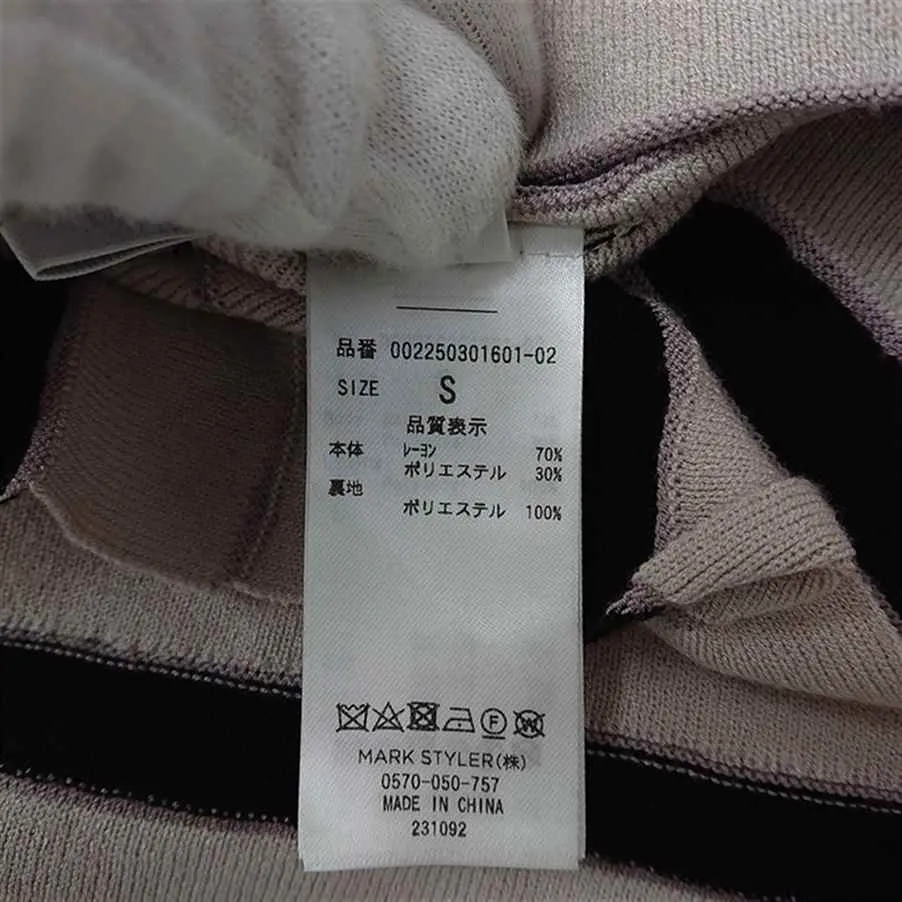 品番 002250301601-02
SIZE S
品質表示
本体 レーヨン 70%
ポリエステル 30%
裏地
ポリエステル 100%
MARK STYLER(株)
0570-050-757
MADE IN CHINA
231092